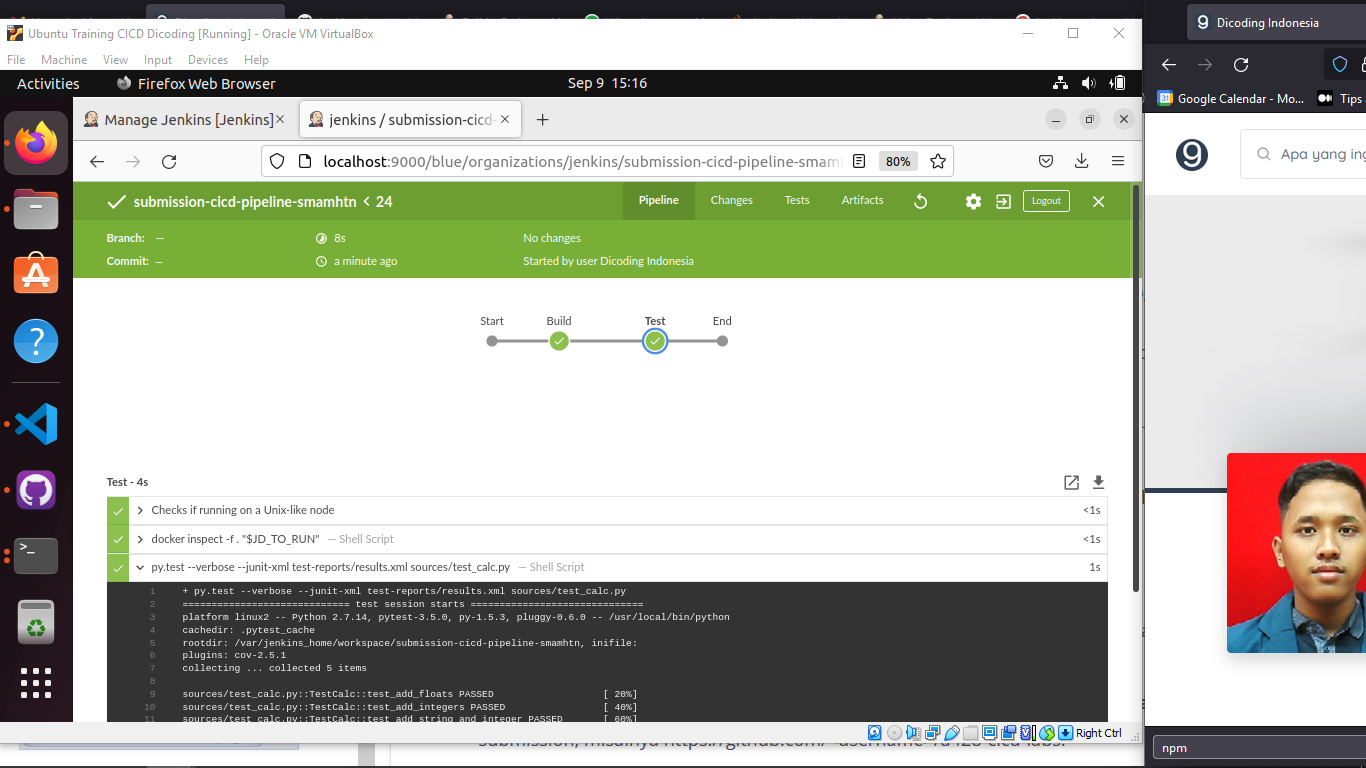 Dicoding Indonesia
Ubuntu Training CICD Dicoding [Running] - Oracle VM VirtualBox
File Machine View Input Devices Help
Activities Firefox Web Browser Sep 9 15:16
Google Calendar - Mo... Tips
Manage Jenkins [Jenkins] jenkins / submission-cicd-
localhost:9000/blue/organizations/jenkins/submission-cicd-pipeline-smamh 80%
Apa yang ing
submission-cicd-pipeline-smamhtn < 24 Pipeline Changes Tests Artifacts Logout
Branch: — 8s No changes
Commit: — a minute ago Started by user Dicoding Indonesia
Start Build Test End
Test - 4s
Checks if running on a Unix-like node <1s
docker inspect -f . "$JD_TO_RUN" — Shell Script <1s
py.test --verbose --junit-xml test-reports/results.xml sources/test_calc.py — Shell Script 1s
1 + py.test --verbose --junit-xml test-reports/results.xml sources/test_calc.py
2 ============================== test session starts ==============================
3 platform linux2 -- Python 2.7.14, pytest-3.5.0, py-1.5.3, pluggy-0.6.0 -- /usr/local/bin/python
4 cachedir: .pytest_cache
5 rootdir: /var/jenkins_home/workspace/submission-cicd-pipeline-smamhtn, inifile:
6 plugins: cov-2.5.1
7 collecting ... collected 5 items
8
9 sources/test_calc.py::TestCalc::test_add_floats PASSED [ 20%]
10 sources/test_calc.py::TestCalc::test_add_integers PASSED [ 40%]
11 sources/test_calc.py::TestCalc::test_add_string_and_integer PASSED [ 60%]
Right Ctrl
npm